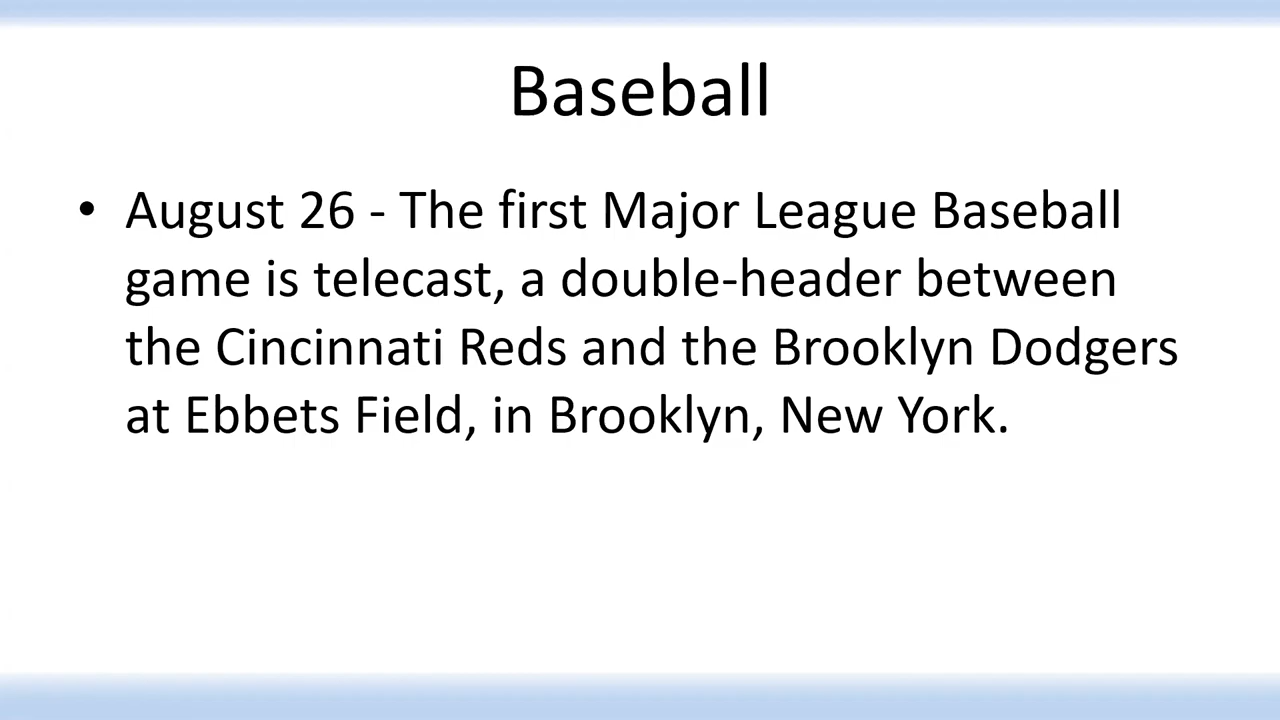 Baseball
• August 26 - The first Major League Baseball
game is telecast, a double-header between
the Cincinnati Reds and the Brooklyn Dodgers
at Ebbets Field, in Brooklyn, New York.